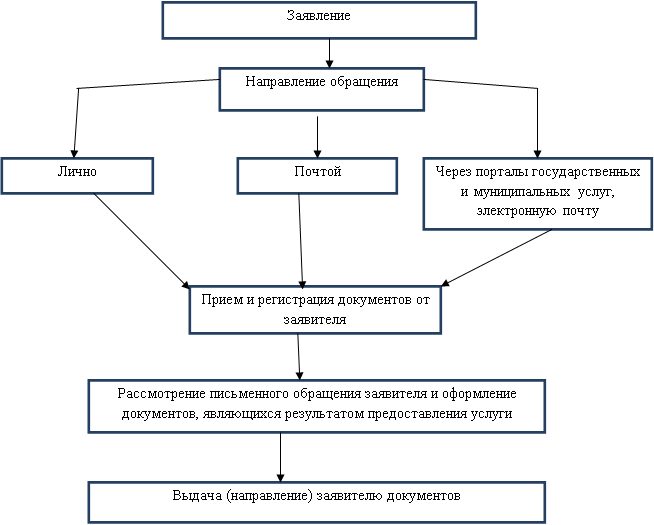 Заявление
Направление обращения
Лично
Почтой
Через порталы государственных
и муниципальных услуг,
электронную почту
Прием и регистрация документов от
заявителя
Рассмотрение письменного обращения заявителя и оформление
документов, являющихся результатом предоставления услуги
Выдача (направление) заявителю документов